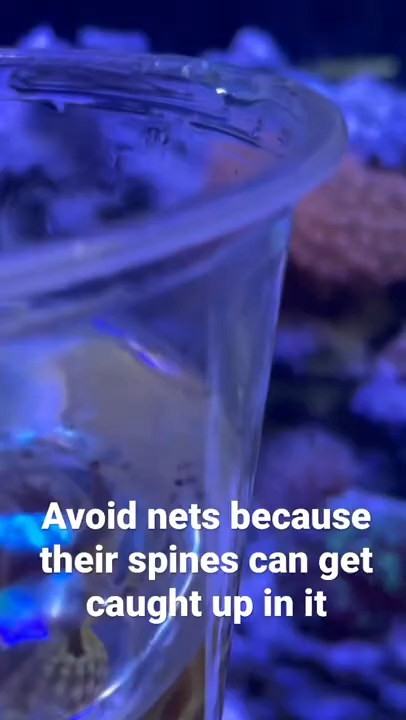 Avoid nets because
their spines can get
caught up in it